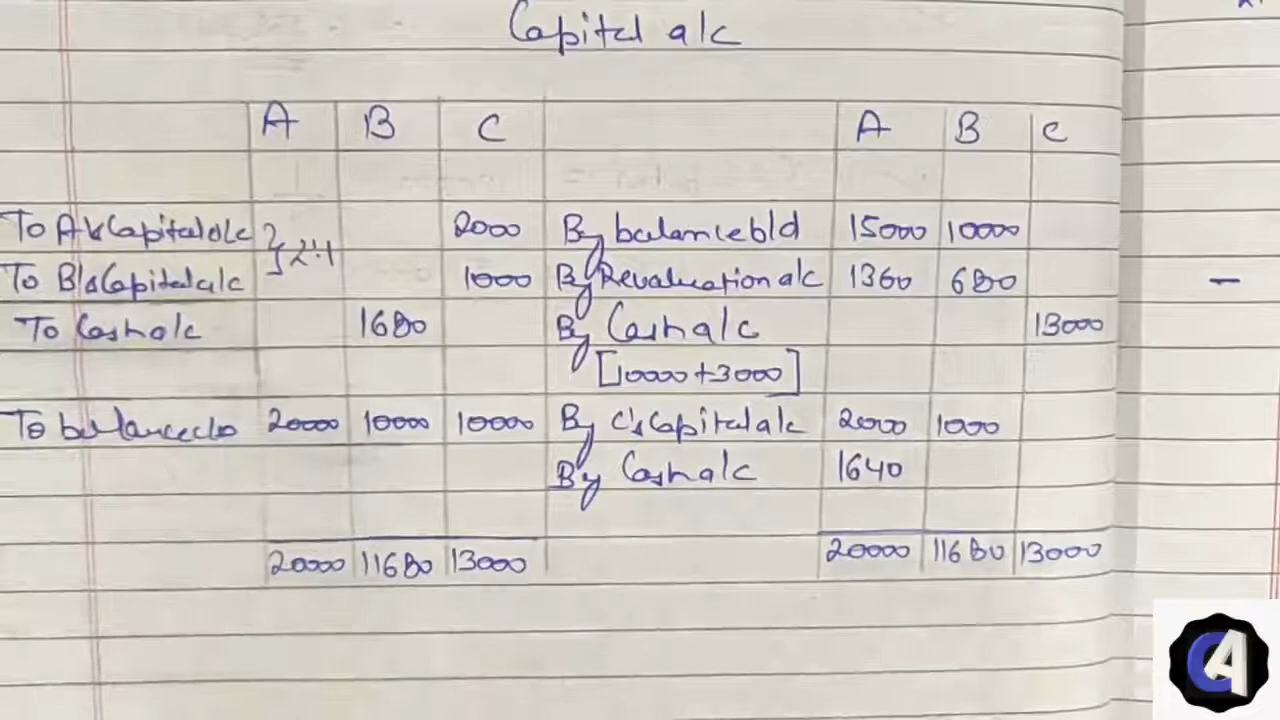 Capital a/c
A B C A B C
To A's Capital a/c 2000 By balance b/d 15000 10000
} 2:1
To B's Capital a/c 1000 By Revaluation a/c 1360 680 -
To Cash a/c 1680 By Cash a/c 13000
[10000 + 3000]
To balance c/d 20000 10000 10000 By C's Capital a/c 2000 1000
By Cash a/c 1640
20000 11680 13000 20000 11680 13000
CA